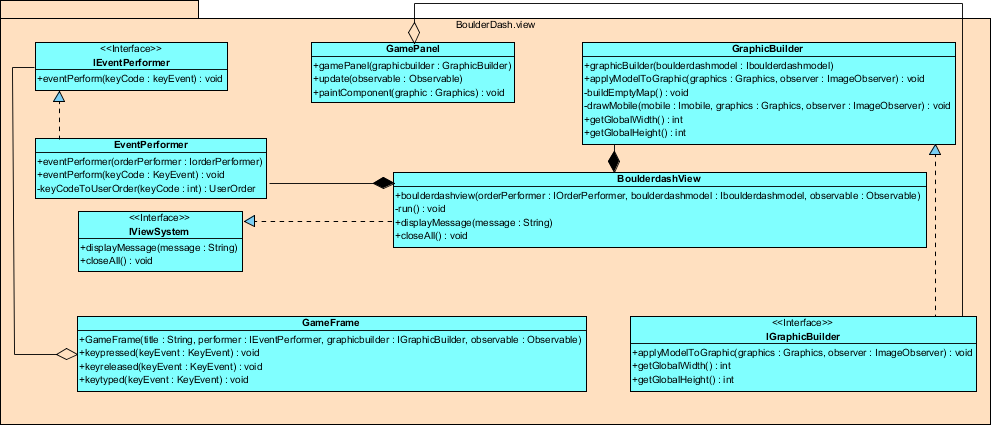 BoulderDash.view
<<Interface>>
IEventPerformer
+eventPerform(keyCode : keyEvent) : void
GamePanel
+gamePanel(graphicbuilder : GraphicBuilder)
+update(observable : Observable)
+paintComponent(graphic : Graphics) : void
GraphicBuilder
+graphicBuilder(boulderdashmodel : Iboulderdashmodel)
+applyModelToGraphic(graphics : Graphics, observer : ImageObserver) : void
-buildEmptyMap() : void
-drawMobile(mobile : Imobile, graphics : Graphics, observer : ImageObserver) : void
+getGlobalWidth() : int
+getGlobalHeight() : int
EventPerformer
+eventPerformer(orderPerformer : IorderPerformer)
+eventPerform(keyCode : KeyEvent) : void
-keyCodeToUserOrder(keyCode : int) : UserOrder
BoulderdashView
+boulderdashview(orderPerformer : IOrderPerformer, boulderdashmodel : Iboulderdashmodel, observable : Observable)
-run() : void
+displayMessage(message : String)
+closeAll() : void
<<Interface>>
IViewSystem
+displayMessage(message : String)
+closeAll() : void
GameFrame
+GameFrame(title : String, performer : IEventPerformer, graphicbuilder : IGraphicBuilder, observable : Observable)
+keypressed(keyEvent : KeyEvent) : void
+keyreleased(keyEvent : KeyEvent) : void
+keytyped(keyEvent : KeyEvent) : void
<<Interface>>
IGraphicBuilder
+applyModelToGraphic(graphics : Graphics, observer : ImageObserver) : void
+getGlobalWidth() : int
+getGlobalHeight() : int